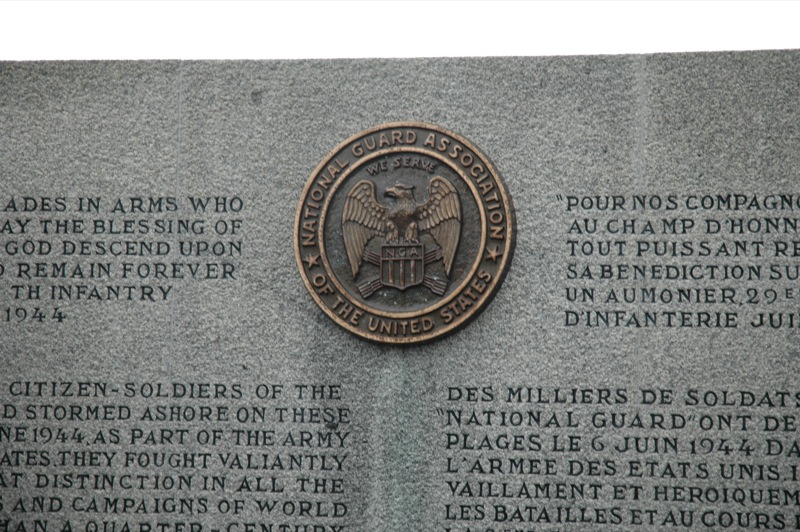 NATIONAL GUARD ASSOCIATION
OF THE UNITED STATES
WE SERVE
NGA
ADES IN ARMS WHO
AY THE BLESSING OF
GOD DESCEND UPON
REMAIN FOREVER
TH INFANTRY
1944
"POUR NOS COMPAGNO
AU CHAMP D'HONN
TOUT PUISSANT RE
SA BENEDICTION SU
UN AUMONIER, 29E
D'INFANTERIE JUI
CITIZEN-SOLDIERS OF THE
D STORMED ASHORE ON THESE
NE 1944, AS PART OF THE ARMY
ATES. THEY FOUGHT VALIANTLY
AT DISTINCTION IN ALL THE
AND CAMPAIGNS OF WORLD
AN A QUARTER-CENTURY
DES MILLIERS DE SOLDATS
"NATIONAL GUARD" ONT DE
PLAGES LE 6 JUIN 1944 DA
L'ARMEE DES ETATS UNIS. I
VAILLAMENT ET HEROIQUEM
LES BATAILLES ET AU COURS